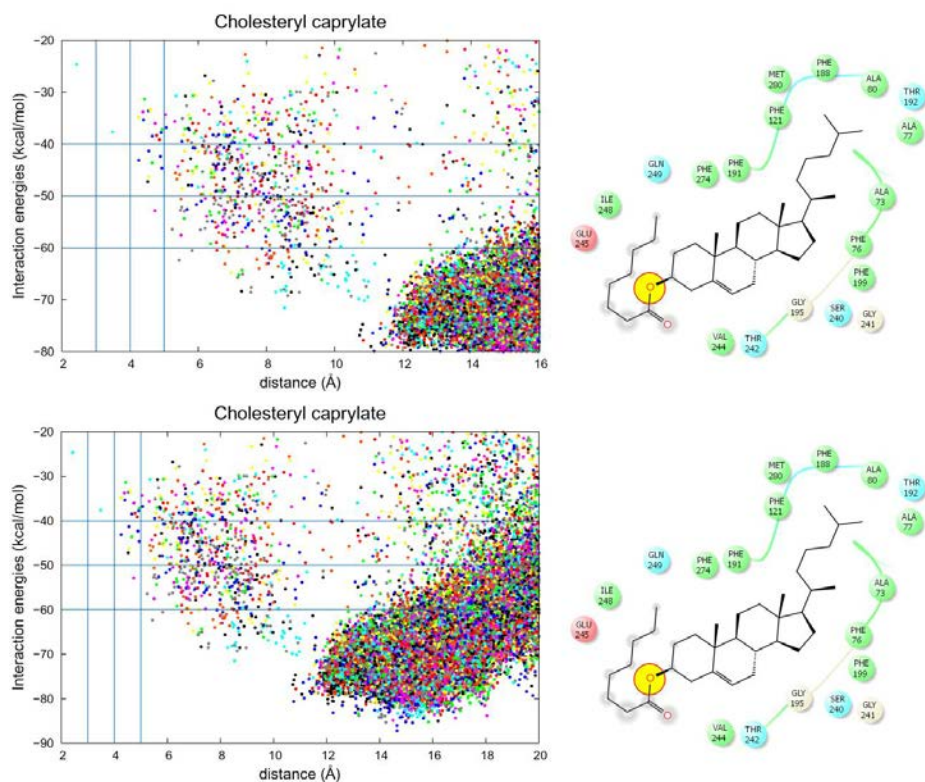 Cholesteryl caprylate
Interaction energies (kcal/mol)
-20
-30
-40
-50
-60
-70
-80
2 4 6 8 10 12 14 16
distance (Å)
MET 280
PHE 188
ALA 80
THR 192
PHE 121
ALA 77
GLN 249
PHE 274
PHE 191
ILE 248
ALA 73
GLU 245
PHE 76
O
PHE 199
GLY 195
SER 240
GLY 241
O
VAL 244
THR 242
Cholesteryl caprylate
Interaction energies (kcal/mol)
-20
-30
-40
-50
-60
-70
-80
-90
2 4 6 8 10 12 14 16 18 20
distance (Å)
MET 280
PHE 188
ALA 80
THR 192
PHE 121
ALA 77
GLN 249
PHE 274
PHE 191
ILE 248
ALA 73
GLU 245
PHE 76
O
PHE 199
GLY 195
SER 240
GLY 241
O
VAL 244
THR 242